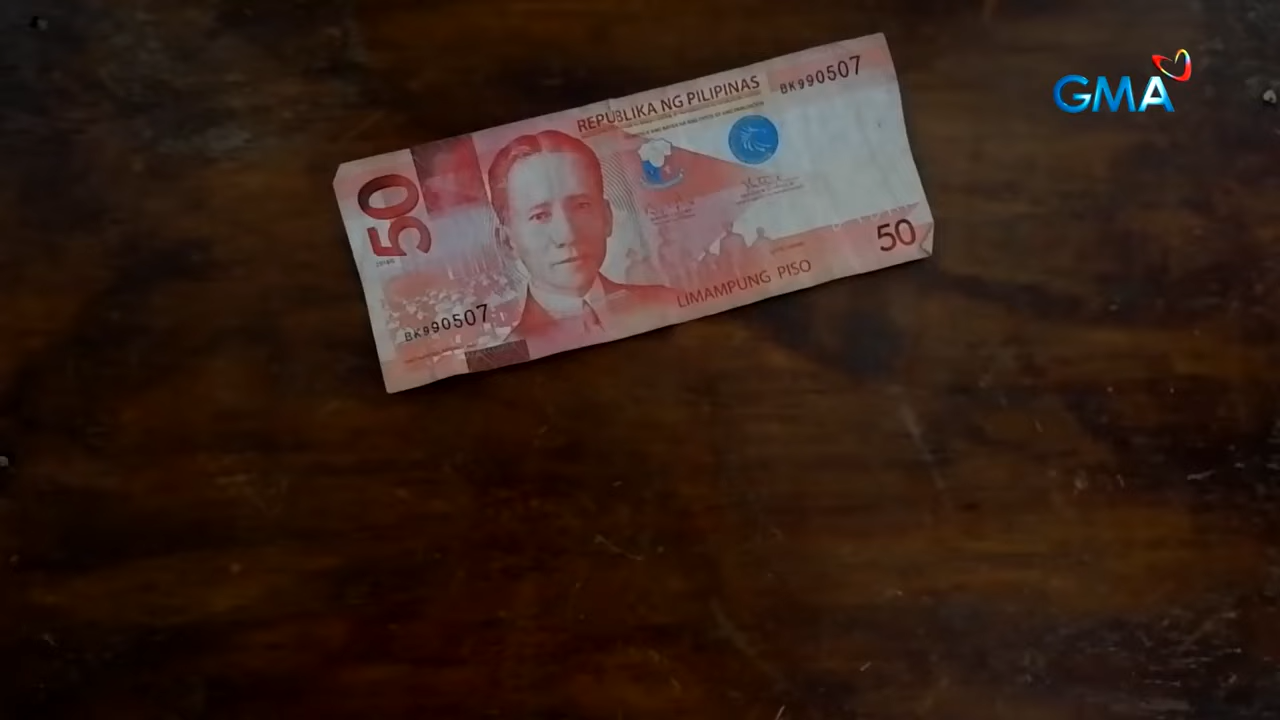 GMA
REPUBLIKA NG PILIPINAS
BK990507
50
BK990507
LIMAMPUNG PISO
50